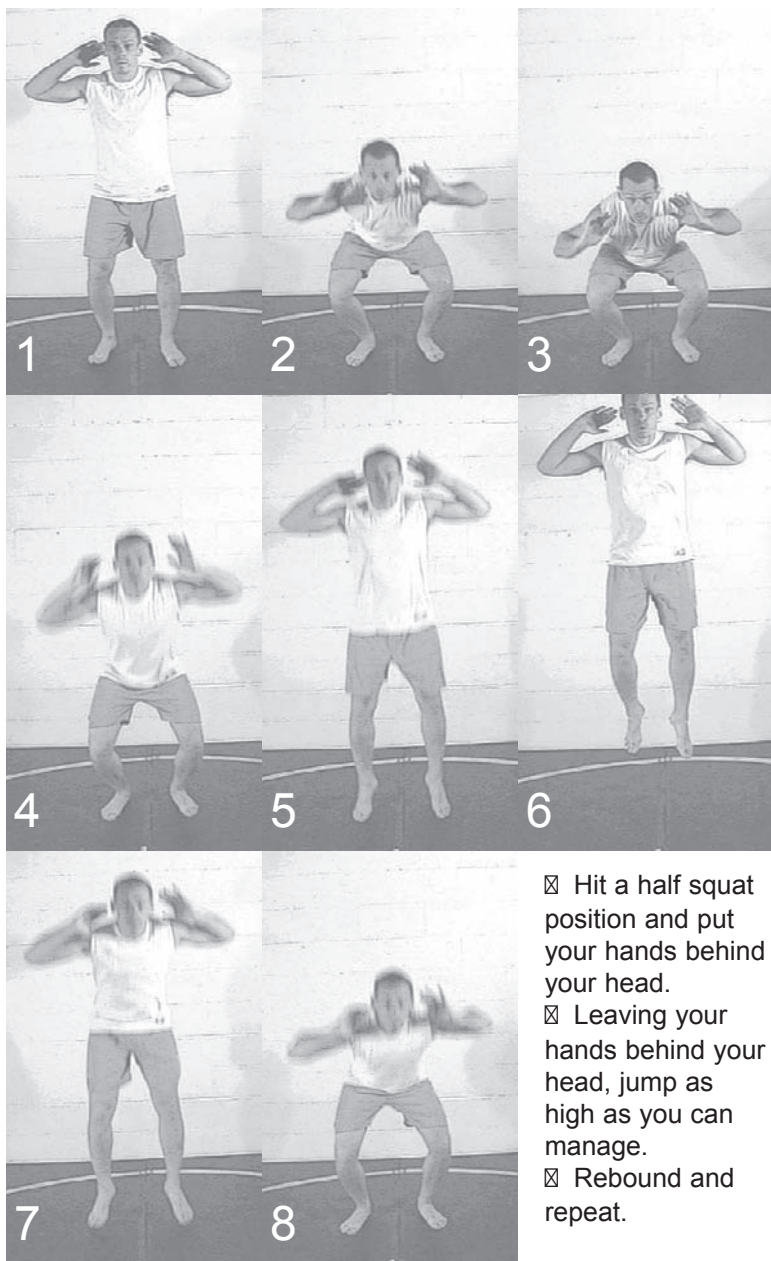 1
2
3
4
5
6
7
8
☒ Hit a half squat
position and put
your hands behind
your head.
☒ Leaving your
hands behind your
head, jump as
high as you can
manage.
☒ Rebound and
repeat.